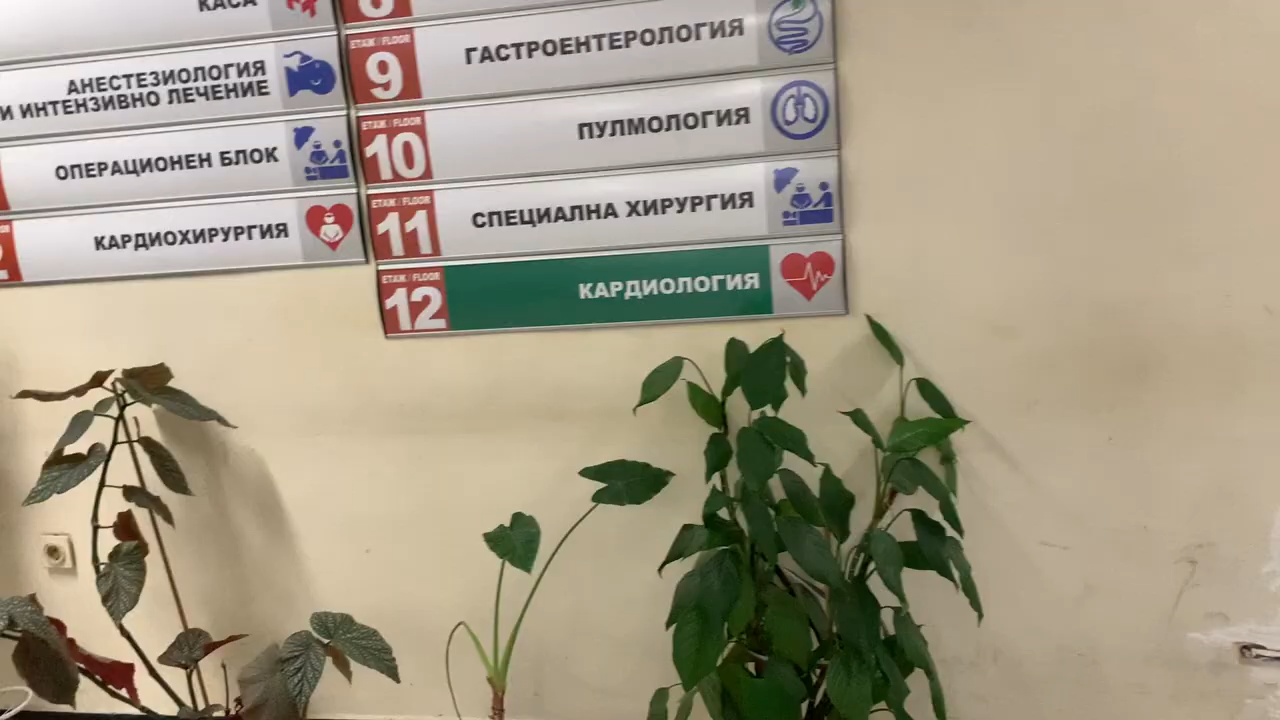 КАСА
АНЕСТЕЗИОЛОГИЯ
И ИНТЕНЗИВНО ЛЕЧЕНИЕ
ОПЕРАЦИОНЕН БЛОК
КАРДИОХИРУРГИЯ
ЕТАЖ / FLOOR
9 ГАСТРОЕНТЕРОЛОГИЯ
ЕТАЖ / FLOOR
10 ПУЛМОЛОГИЯ
ЕТАЖ / FLOOR
11 СПЕЦИАЛНА ХИРУРГИЯ
ЕТАЖ / FLOOR
12 КАРДИОЛОГИЯ